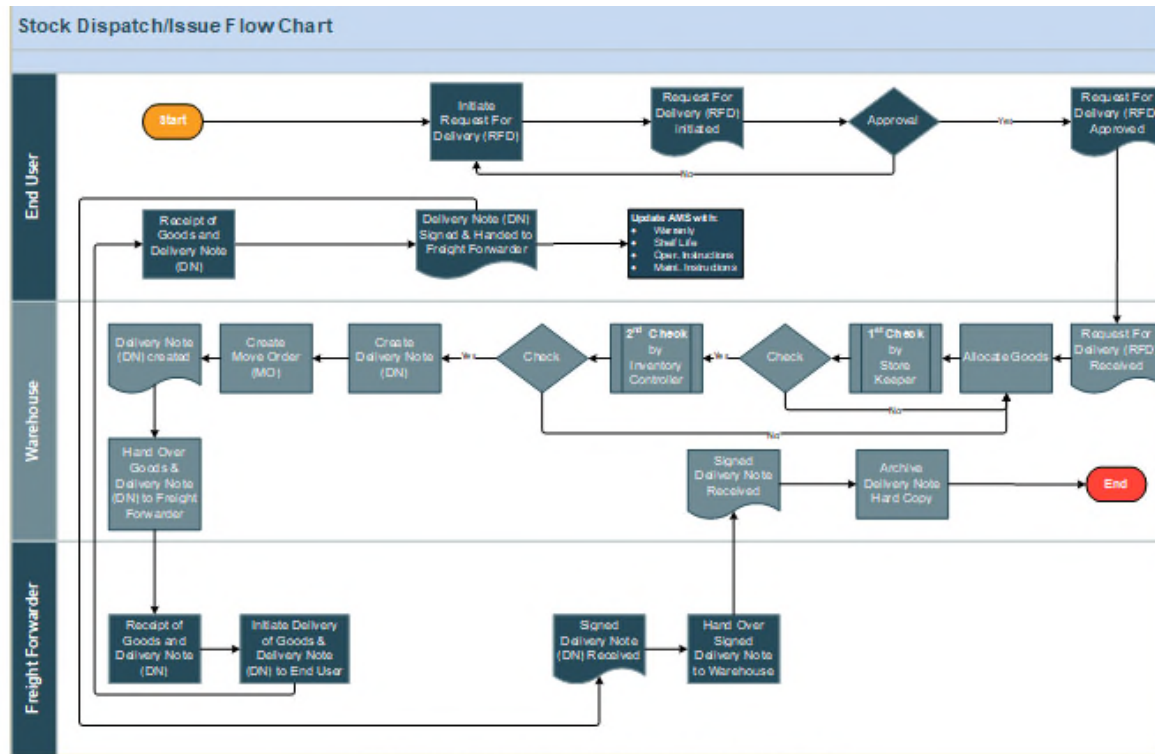 Stock Dispatch/Issue Flow Chart
End User
Start
Initiate
Request For
Delivery (RFD)
Request For
Delivery (RFD)
Initiated
Approval
Yes
Request For
Delivery (RFD)
Approved
No
Receipt of
Goods and
Delivery Note
(DN)
Delivery Note (DN)
Signed & Handed to
Freight Forwarder
Update AMS with:
• Warranty
• Shelf Life
• Oper. Instructions
• Maint. Instructions
Warehouse
Delivery Note
(DN) created
Create
Move Order
(MO)
Create
Delivery Note
(DN)
Yes
Check
2nd Check
by
Inventory
Controller
Yes
Check
1st Check
by
Store
Keeper
Allocate Goods
Request For
Delivery (RFD)
Received
No
No
Hand Over
Goods &
Delivery Note
(DN) to Freight
Forwarder
Signed
Delivery Note
Received
Archive
Delivery Note
Hard Copy
End
Freight Forwarder
Receipt of
Goods and
Delivery Note
(DN)
Initiate Delivery
of Goods &
Delivery Note
(DN) to End User
Signed
Delivery Note
(DN) Received
Hand Over
Signed
Delivery Note
to Warehouse